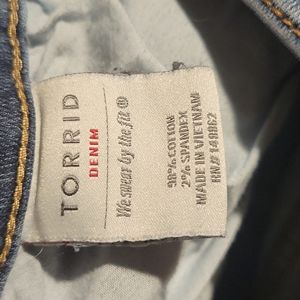 TORRID
DENIM
We swear by the fit ®
98% COTTON
2% SPANDEX
MADE IN VIETNAM
RN# 148862